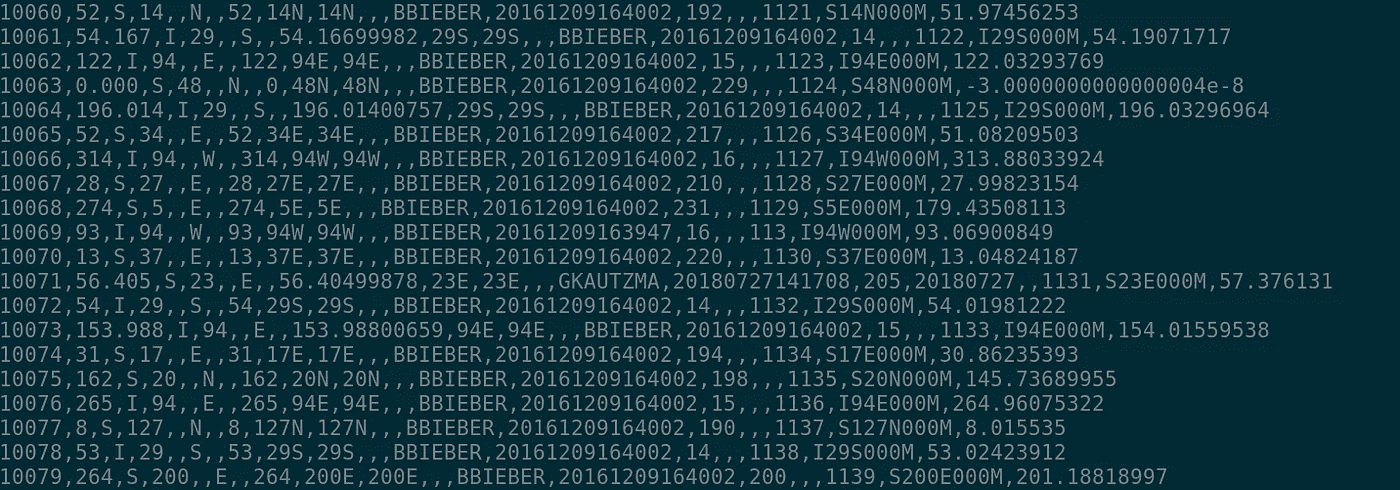 10060,52,S,14,,N,,52,14N,14N,,,BBIEBER,20161209164002,192,,,1121,S14N000M,51.97456253
10061,54.167,I,29,,S,,54.16699982,29S,29S,,,BBIEBER,20161209164002,14,,,1122,I29S000M,54.19071717
10062,122,I,94,,E,,122,94E,94E,,,BBIEBER,20161209164002,15,,,1123,I94E000M,122.03293769
10063,0.000,S,48,,N,,0,48N,48N,,,BBIEBER,20161209164002,229,,,1124,S48N000M,-3.0000000000000004e-8
10064,196.014,I,29,,S,,196.01400757,29S,29S,,,BBIEBER,20161209164002,14,,,1125,I29S000M,196.03296964
10065,52,S,34,,E,,52,34E,34E,,,BBIEBER,20161209164002,217,,,1126,S34E000M,51.08209503
10066,314,I,94,,W,,314,94W,94W,,,BBIEBER,20161209164002,16,,,1127,I94W000M,313.88033924
10067,28,S,27,,E,,28,27E,27E,,,BBIEBER,20161209164002,210,,,1128,S27E000M,27.99823154
10068,274,S,5,,E,,274,5E,5E,,,BBIEBER,20161209164002,231,,,1129,S5E000M,179.43508113
10069,93,I,94,,W,,93,94W,94W,,,BBIEBER,20161209163947,16,,,113,I94W000M,93.06900849
10070,13,S,37,,E,,13,37E,37E,,,BBIEBER,20161209164002,220,,,1130,S37E000M,13.04824187
10071,56.405,S,23,,E,,56.40499878,23E,23E,,,GKAUTZMA,20180727141708,205,20180727,,1131,S23E000M,57.376131
10072,54,I,29,,S,,54,29S,29S,,,BBIEBER,20161209164002,14,,,1132,I29S000M,54.01981222
10073,153.988,I,94,,E,,153.98800659,94E,94E,,,BBIEBER,20161209164002,15,,,1133,I94E000M,154.01559538
10074,31,S,17,,E,,31,17E,17E,,,BBIEBER,20161209164002,194,,,1134,S17E000M,30.86235393
10075,162,S,20,,N,,162,20N,20N,,,BBIEBER,20161209164002,198,,,1135,S20N000M,145.73689955
10076,265,I,94,,E,,265,94E,94E,,,BBIEBER,20161209164002,15,,,1136,I94E000M,264.96075322
10077,8,S,127,,N,,8,127N,127N,,,BBIEBER,20161209164002,190,,,1137,S127N000M,8.015535
10078,53,I,29,,S,,53,29S,29S,,,BBIEBER,20161209164002,14,,,1138,I29S000M,53.02423912
10079,264,S,200,,E,,264,200E,200E,,,BBIEBER,20161209164002,200,,,1139,S200E000M,201.18818997